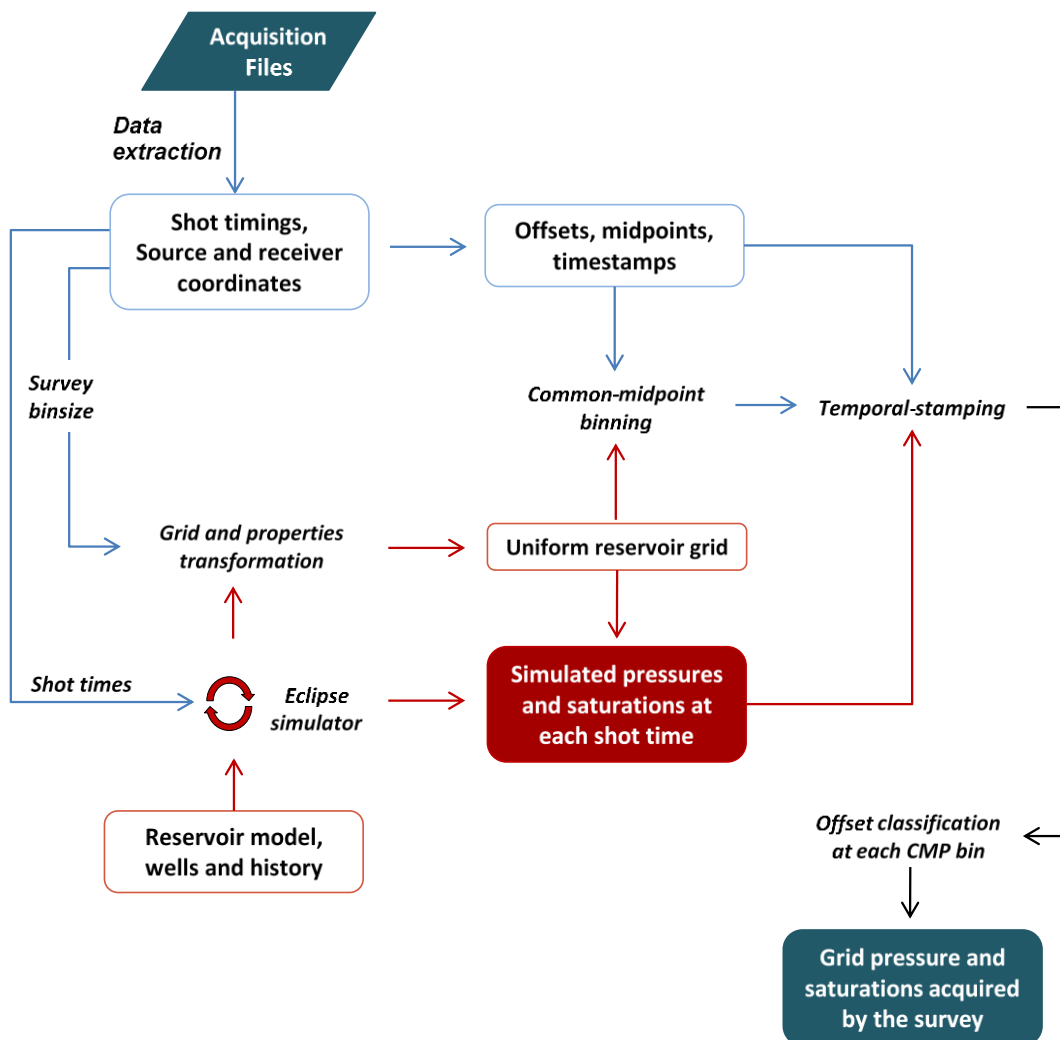 Acquisition
Files
Data
extraction
Shot timings,
Source and receiver
coordinates
Offsets, midpoints,
timestamps
Survey
binsize
Common-midpoint
binning
Temporal-stamping
Grid and properties
transformation
Uniform reservoir grid
Shot times
Eclipse
simulator
Simulated pressures
and saturations at
each shot time
Reservoir model,
wells and history
Offset classification
at each CMP bin
Grid pressure and
saturations acquired
by the survey